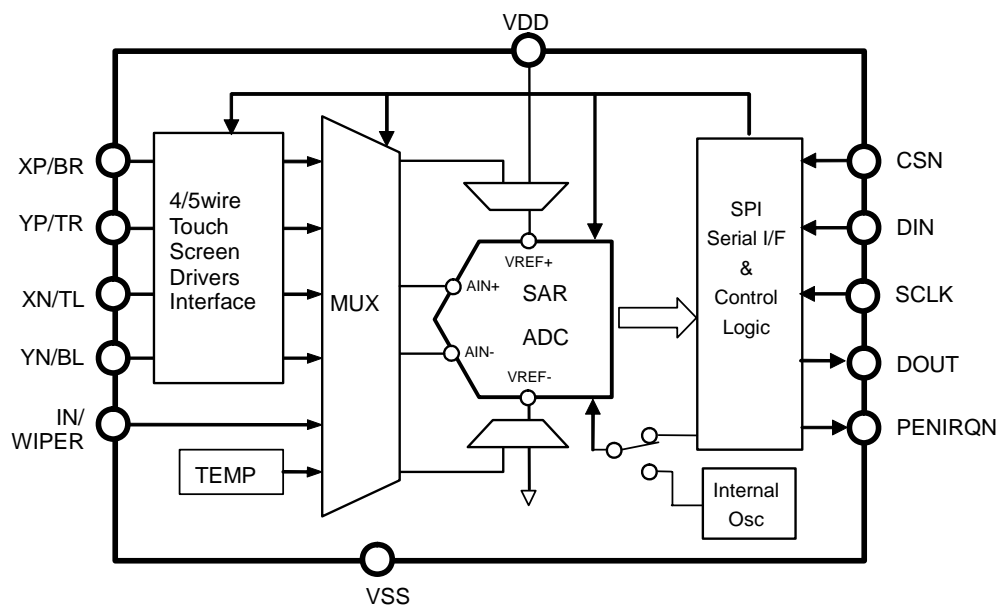 VDD
XP/BR
YP/TR
XN/TL
YN/BL
IN/
WIPER
4/5wire
Touch
Screen
Drivers
Interface
TEMP
MUX
VREF+
AIN+
SAR
ADC
AIN-
VREF-
SPI
Serial I/F
&
Control
Logic
Internal
Osc
CSN
DIN
SCLK
DOUT
PENIRQN
VSS